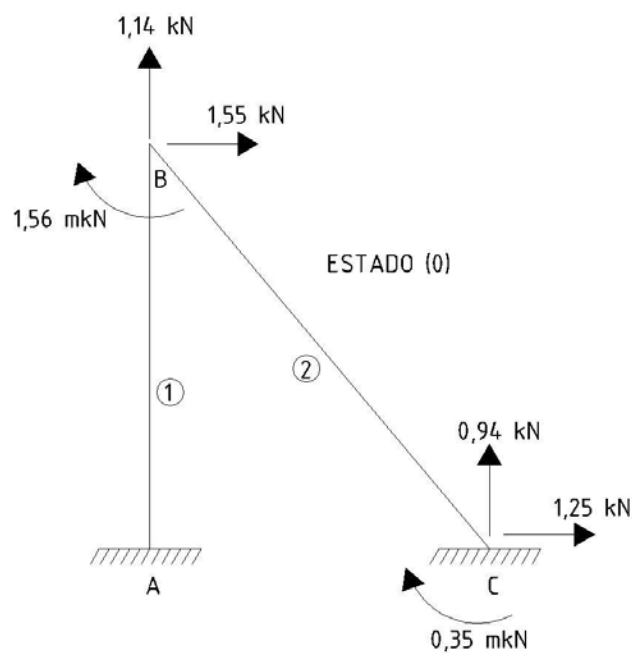 1,14 kN
1,55 kN
B
1,56 mkN
ESTADO (0)
2
1
0,94 kN
1,25 kN
A
C
0,35 mkN